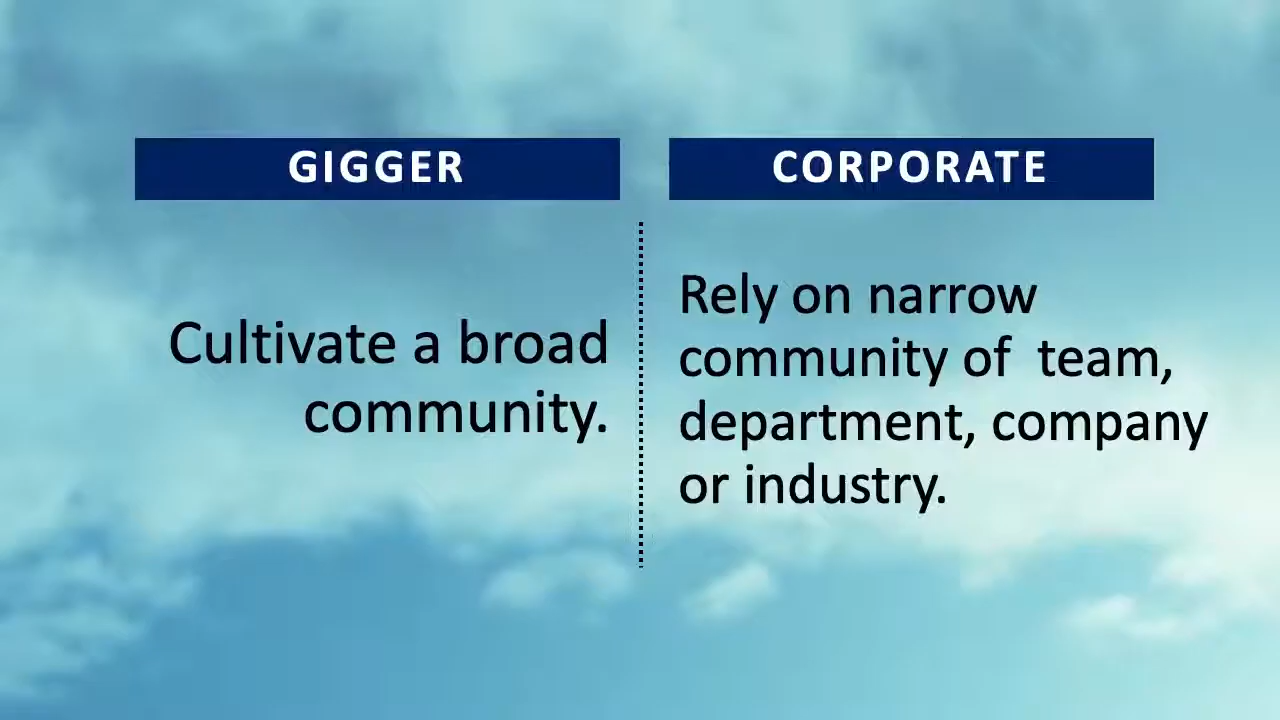 GIGGER
Cultivate a broad
community.
CORPORATE
Rely on narrow
community of  team,
department, company
or industry.